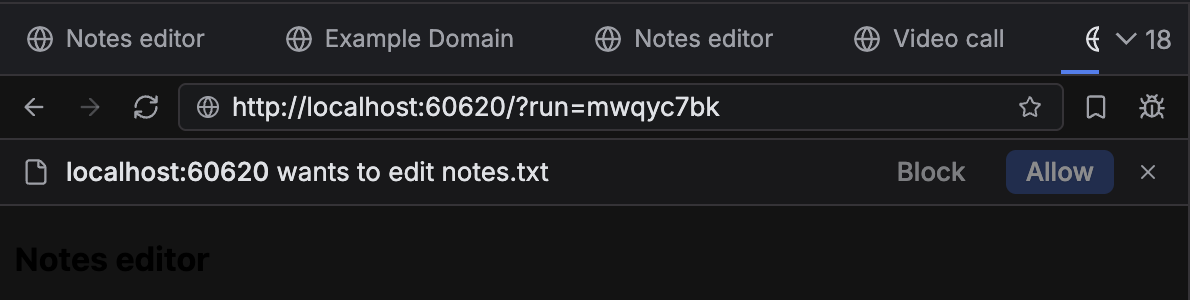 Notes editor Example Domain Notes editor Video call 18
http://localhost:60620/?run=mwqyc7bk
localhost:60620 wants to edit notes.txt Block Allow
Notes editor